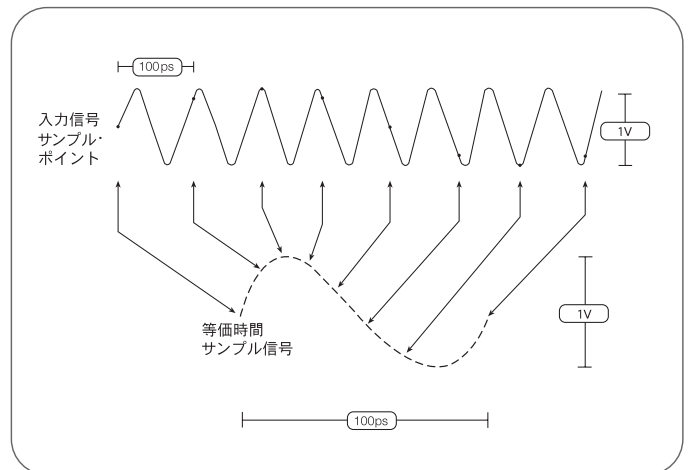 100ps
入力信号
サンプル・
ポイント
1V
等価時間
サンプル信号
1V
100ps